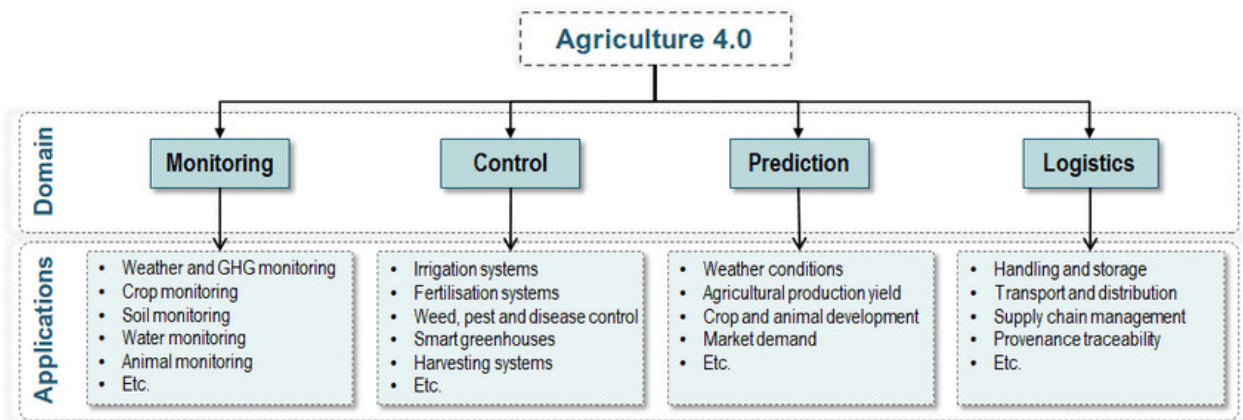 Agriculture 4.0
Domain
Monitoring
Control
Prediction
Logistics
Applications
• Weather and GHG monitoring
• Crop monitoring
• Soil monitoring
• Water monitoring
• Animal monitoring
• Etc.
• Irrigation systems
• Fertilisation systems
• Weed, pest and disease control
• Smart greenhouses
• Harvesting systems
• Etc.
• Weather conditions
• Agricultural production yield
• Crop and animal development
• Market demand
• Etc.
• Handling and storage
• Transport and distribution
• Supply chain management
• Provenance traceability
• Etc.